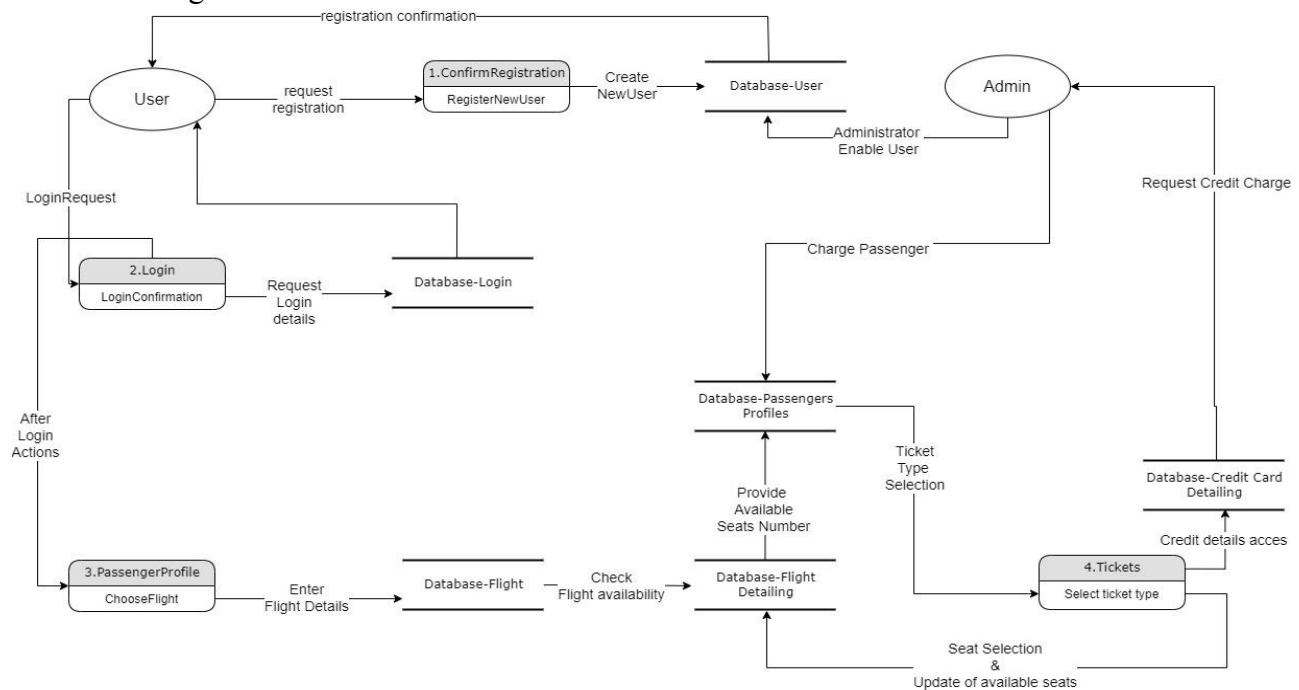 registration confirmation
User
request
registration
1.ConfirmRegistration
RegisterNewUser
Create
NewUser
Database-User
Admin
Administrator
Enable User
LoginRequest
Request Credit Charge
Charge Passenger
2.Login
LoginConfirmation
Request
Login
details
Database-Login
After
Login
Actions
Database-Passengers
Profiles
Ticket
Type
Selection
Database-Credit Card
Detailing
Provide
Available
Seats Number
Credit details acces
3.PassengerProfile
ChooseFlight
Enter
Flight Details
Database-Flight
Check
Flight availability
Database-Flight
Detailing
4.Tickets
Select ticket type
Seat Selection
&
Update of available seats